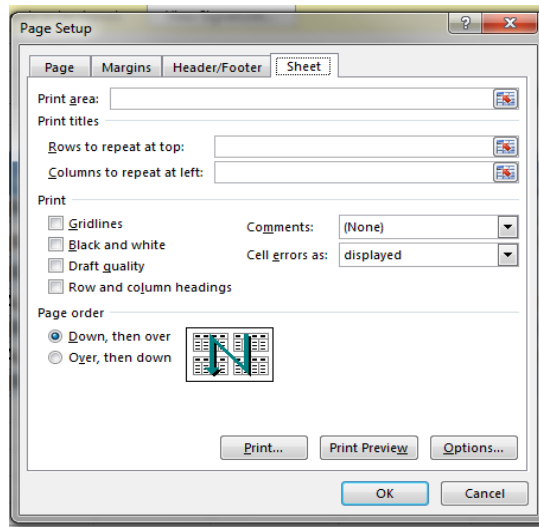 Page Setup
Page Margins Header/Footer Sheet
Print area:
Print titles
Rows to repeat at top:
Columns to repeat at left:
Print
Gridlines Comments: (None)
Black and white
Cell errors as: displayed
Draft quality
Row and column headings
Page order
Down, then over
Over, then down
Print... Print Preview Options...
OK Cancel